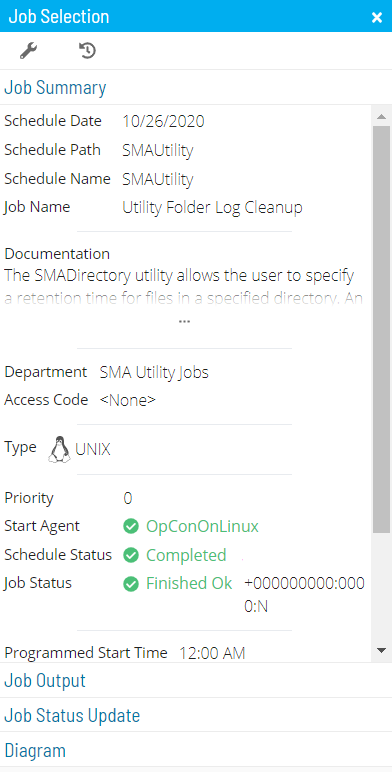 Job Selection ×
Job Summary
Schedule Date 10/26/2020
Schedule Path SMAUtility
Schedule Name SMAUtility
Job Name Utility Folder Log Cleanup
Documentation
The SMADirectory utility allows the user to specify
a retention time for files in a specified directory. An
...
Department SMA Utility Jobs
Access Code <None>
Type UNIX
Priority 0
Start Agent OpConOnLinux
Schedule Status Completed
Job Status Finished Ok +000000000:000
0:N
Programmed Start Time 12:00 AM
Job Output
Job Status Update
Diagram